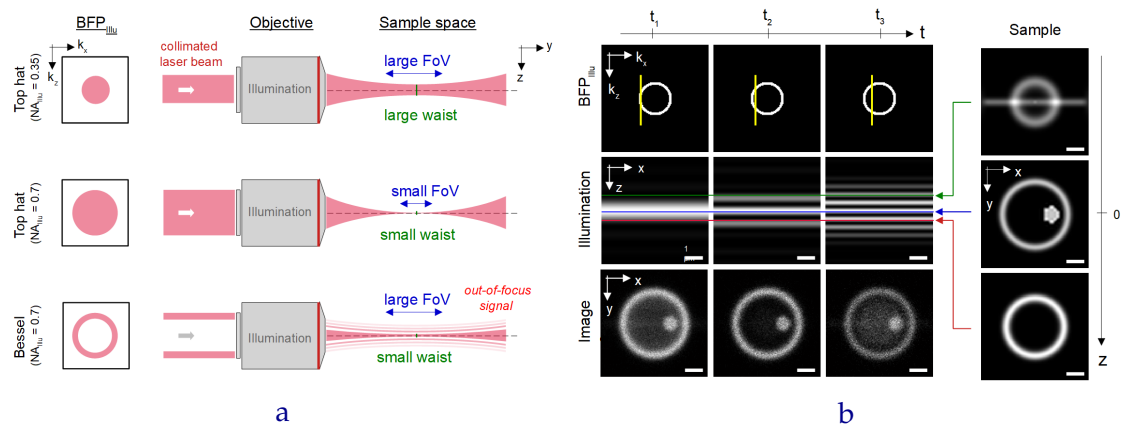 BFP_Illu
Objective
Sample space
Top hat
(NA_Illu = 0.35)
k_x
k_z
collimated
laser beam
Illumination
large FoV
large waist
y
z
Top hat
(NA_Illu = 0.7)
Illumination
small FoV
small waist
Bessel
(NA_Illu = 0.7)
Illumination
large FoV
out-of-focus
signal
small waist
a
t_1
t_2
t_3
t
Sample
BFP_Illu
k_x
k_z
Illumination
x
z
1
x
y
0
Image
x
y
z
b